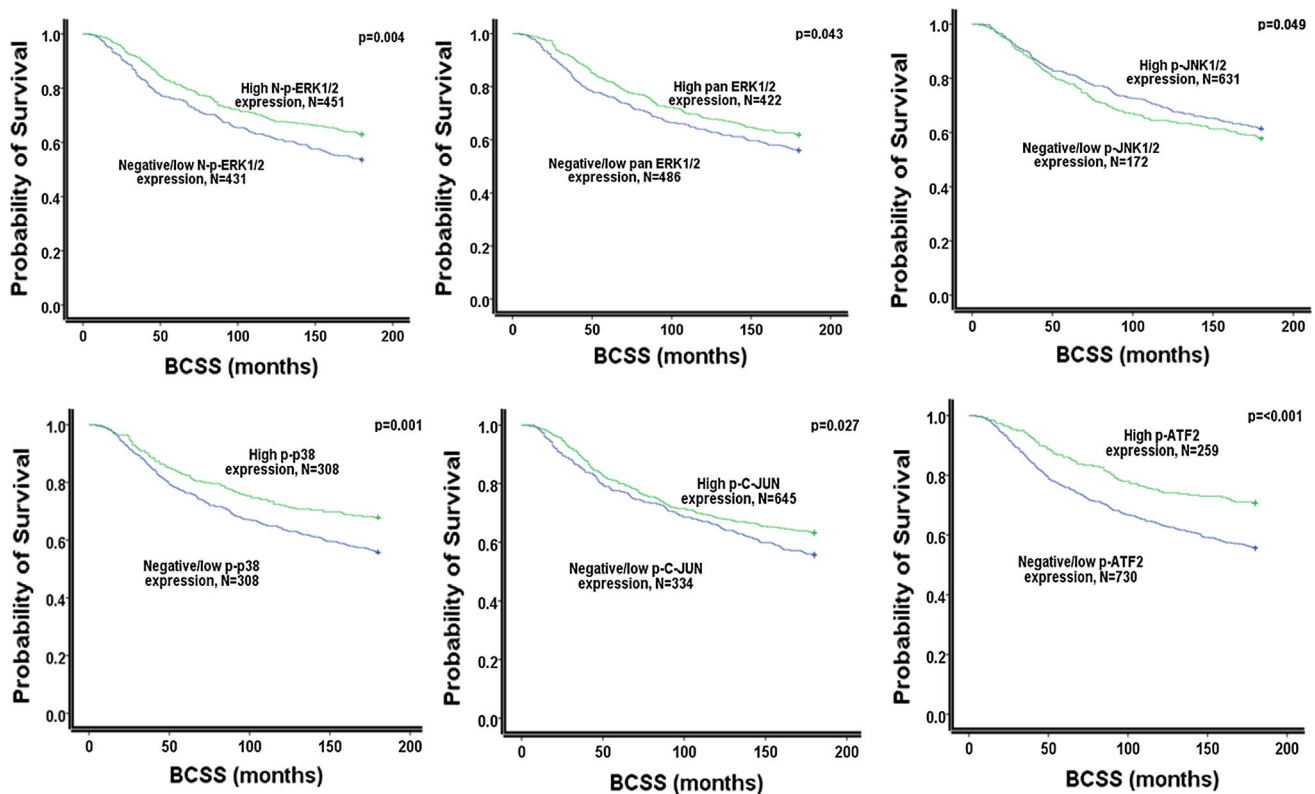 p=0.004
1.0
0.8
0.6
0.4
0.2
0.0
High N-p-ERK1/2
expression, N=451
Negative/low N-p-ERK1/2
expression, N=431
Probability of Survival
0 50 100 150 200
BCSS (months)
p=0.043
1.0
0.8
0.6
0.4
0.2
0.0
High pan ERK1/2
expression, N=422
Negative/low pan ERK1/2
expression, N=486
Probability of Survival
0 50 100 150 200
BCSS (months)
p=0.049
1.0
0.8
0.6
0.4
0.2
0.0
High p-JNK1/2
expression, N=631
Negative/low p-JNK1/2
expression, N=172
Probability of Survival
0 50 100 150 200
BCSS (months)
p=0.001
1.0
0.8
0.6
0.4
0.2
0.0
High p-p38
expression, N=308
Negative/low p-p38
expression, N=308
Probability of Survival
0 50 100 150 200
BCSS (months)
p=0.027
1.0
0.8
0.6
0.4
0.2
0.0
High p-C-JUN
expression, N=645
Negative/low p-C-JUN
expression, N=334
Probability of Survival
0 50 100 150 200
BCSS (months)
p=<0.001
1.0
0.8
0.6
0.4
0.2
0.0
High p-ATF2
expression, N=259
Negative/low p-ATF2
expression, N=730
Probability of Survival
0 50 100 150 200
BCSS (months)